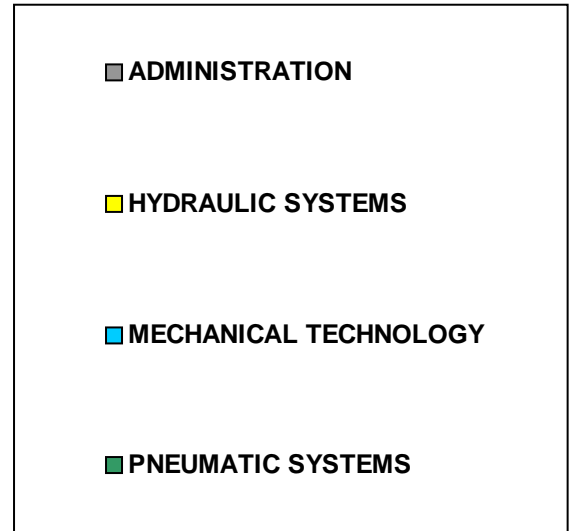 ADMINISTRATION
HYDRAULIC SYSTEMS
MECHANICAL TECHNOLOGY
PNEUMATIC SYSTEMS